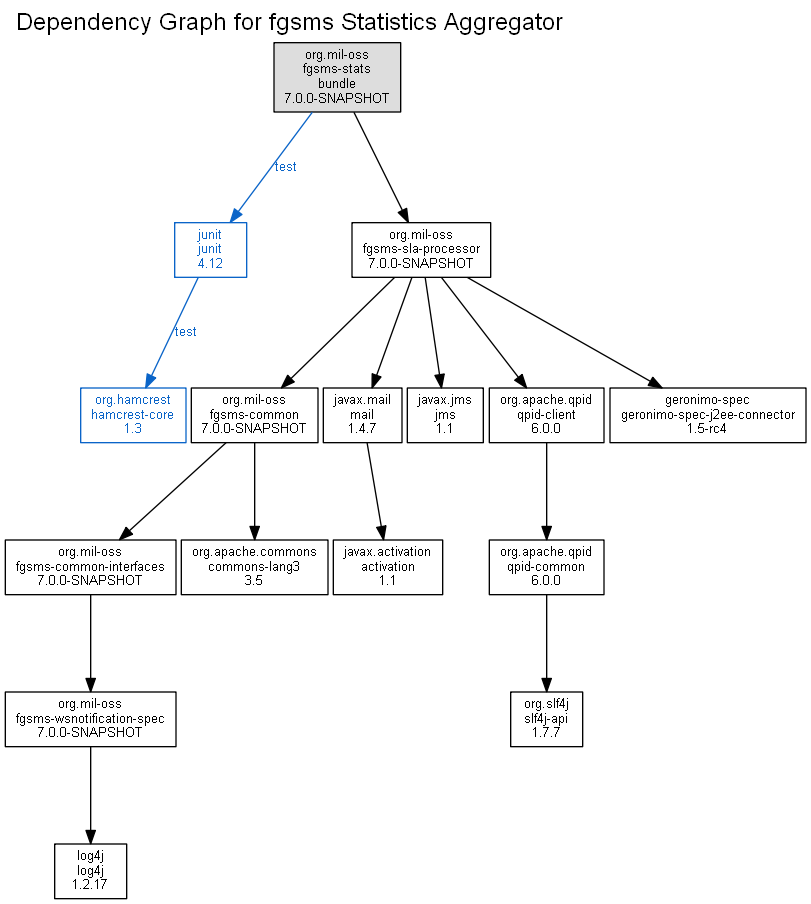 Dependency Graph for fgsms Statistics Aggregator
org.mil-oss
fgsms-stats
bundle
7.0.0-SNAPSHOT
test
junit
junit
4.12
org.mil-oss
fgsms-sla-processor
7.0.0-SNAPSHOT
test
org.hamcrest
hamcrest-core
1.3
org.mil-oss
fgsms-common
7.0.0-SNAPSHOT
javax.mail
mail
1.4.7
javax.jms
jms
1.1
org.apache.qpid
qpid-client
6.0.0
geronimo-spec
geronimo-spec-j2ee-connector
1.5-rc4
org.mil-oss
fgsms-common-interfaces
7.0.0-SNAPSHOT
org.apache.commons
commons-lang3
3.5
javax.activation
activation
1.1
org.apache.qpid
qpid-common
6.0.0
org.mil-oss
fgsms-wsnotification-spec
7.0.0-SNAPSHOT
org.slf4j
slf4j-api
1.7.7
log4j
log4j
1.2.17